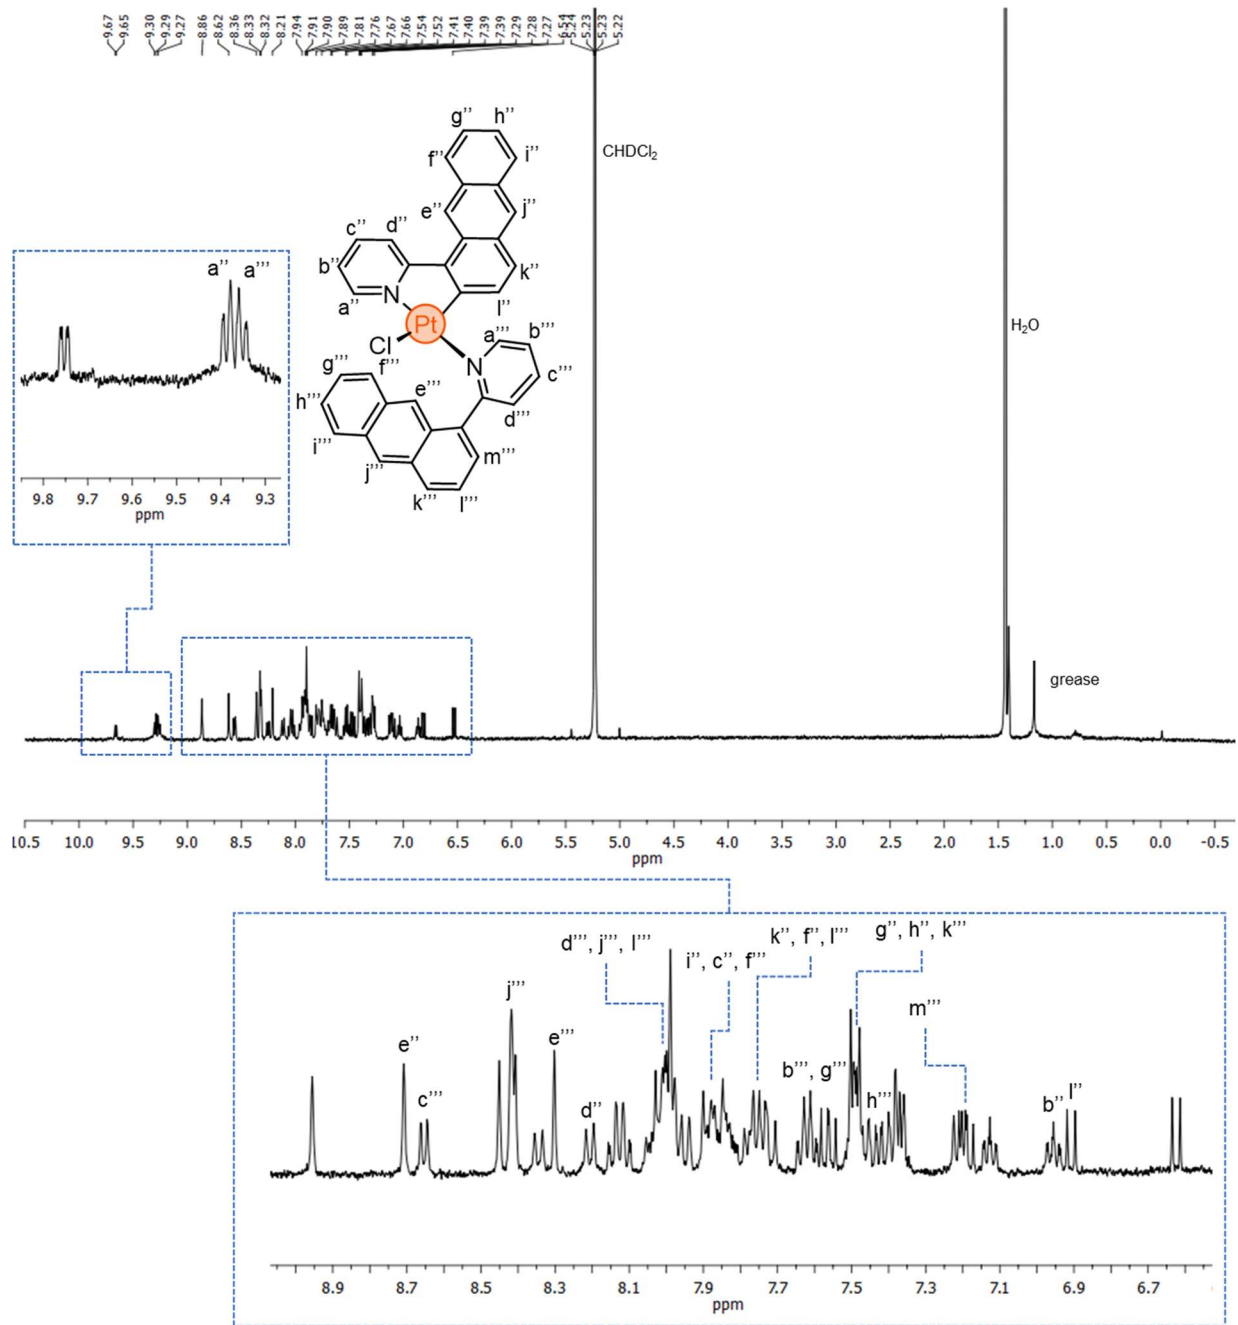 9.67
9.65
9.30
9.29
9.27
8.86
8.62
8.36
8.33
8.32
8.21
7.94
7.91
7.90
7.89
7.81
7.76
7.67
7.66
7.54
7.52
7.41
7.40
7.39
7.39
7.29
7.28
7.27
6.54
5.24
5.23
5.23
5.22
g'' h''
f'' i''
CHDCl₂
e'' j''
c'' d''
b'' k''
a'' N
l''
Pt
Cl
a''' b'''
N c'''
g''' f'''
e'''
h''' d'''
i''' m'''
j'''
k''' l'''
a'' a'''
9.8 9.7 9.6 9.5 9.4 9.3
ppm
H₂O
grease
10.5 10.0 9.5 9.0 8.5 8.0 7.5 7.0 6.5 6.0 5.5 5.0 4.5 4.0 3.5 3.0 2.5 2.0 1.5 1.0 0.5 0.0 -0.5
ppm
d''', j''', l'''
i'', c'', f'''
k'', f'', l'''
g'', h'', k'''
m'''
j'''
e''
c'''
e'''
d''
b''', g'''
h'''
b'' l''
8.9 8.7 8.5 8.3 8.1 7.9 7.7 7.5 7.3 7.1 6.9 6.7
ppm